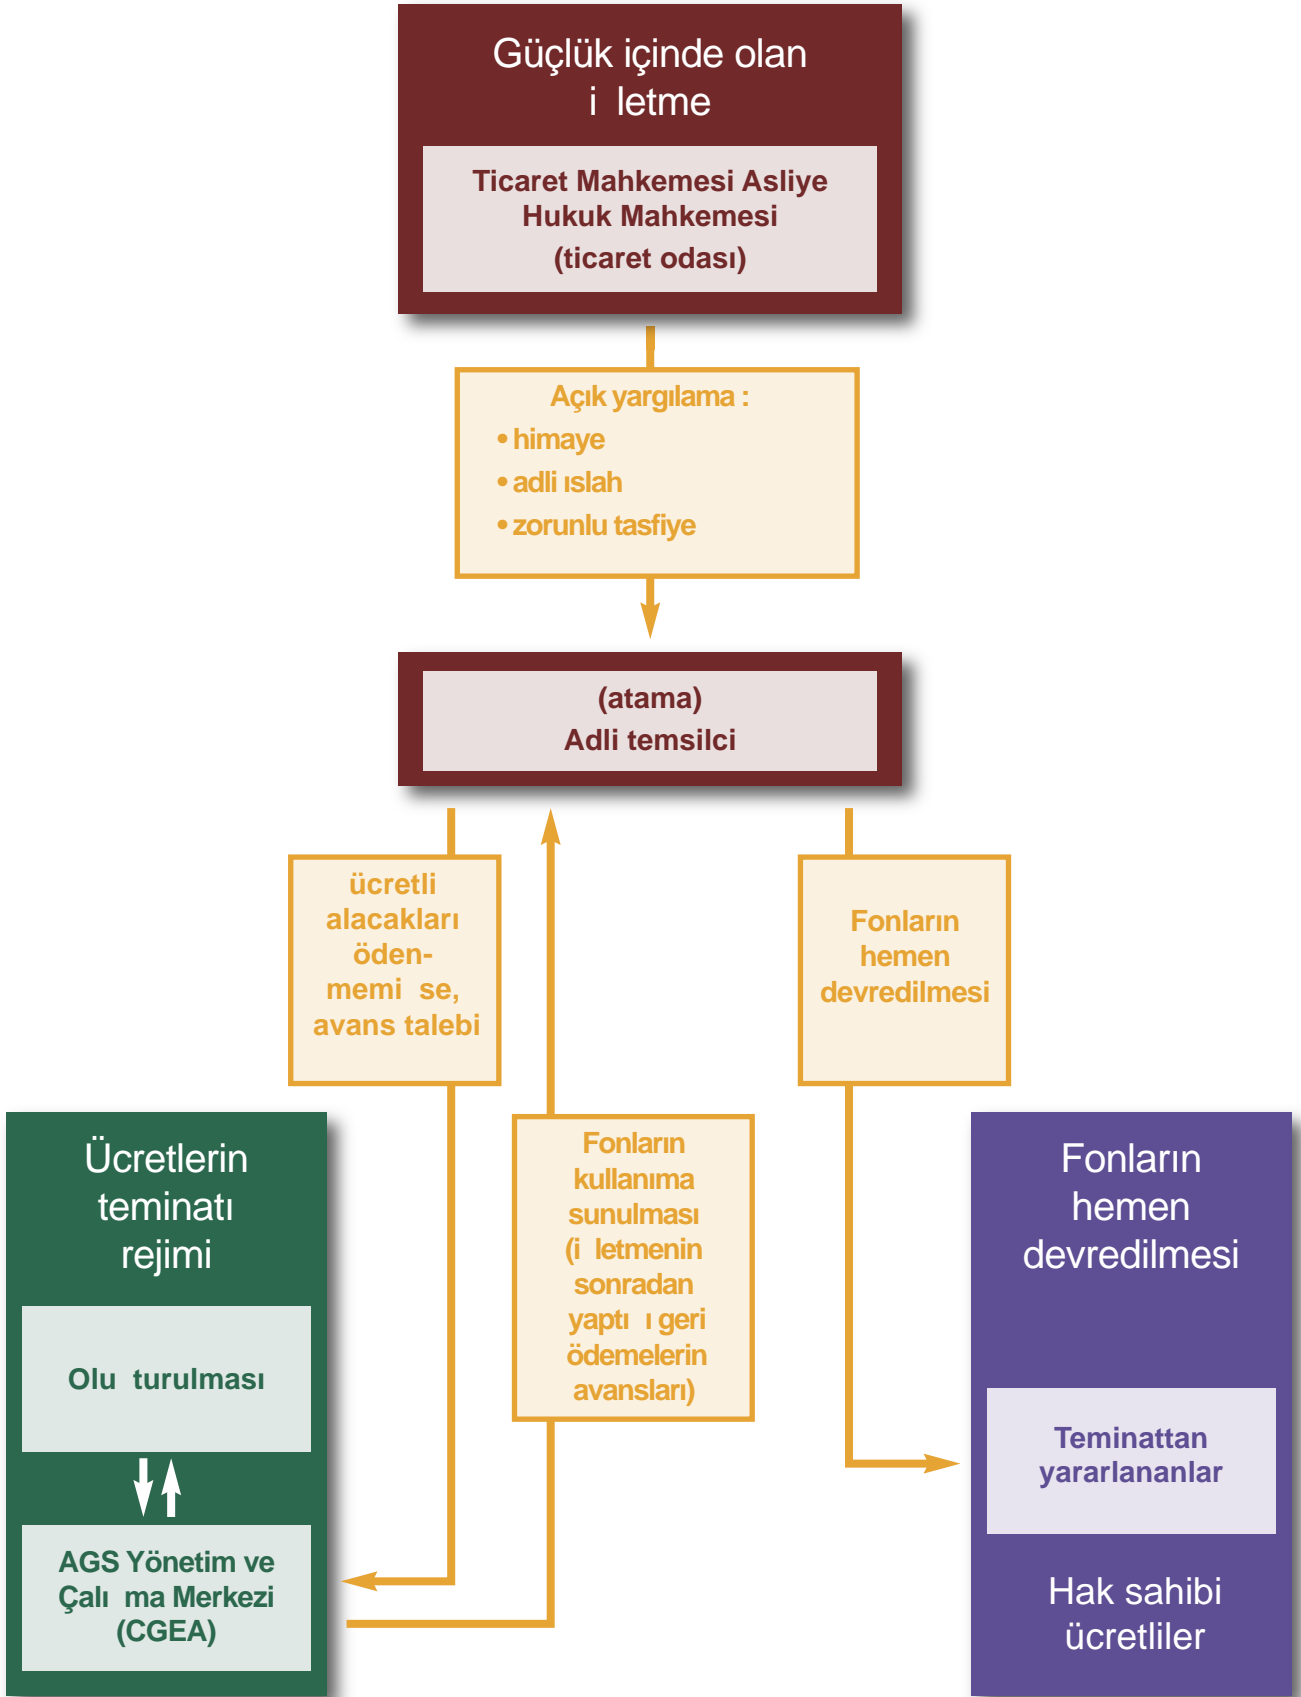 Güçlük içinde olan
i letme
Ticaret Mahkemesi Asliye
Hukuk Mahkemesi
(ticaret odası)
Açık yargılama :
• himaye
• adli ıslah
• zorunlu tasfiye
(atama)
Adli temsilci
ücretli
alacakları
öden-
memi se,
avans talebi
Fonların
hemen
devredilmesi
Fonların
kullanıma
sunulması
(i letmenin
sonradan
yaptı ı geri
ödemelerin
avansları)
Ücretlerin
teminatı
rejimi
Olu turulması
AGS Yönetim ve
Çalı ma Merkezi
(CGEA)
Fonların
hemen
devredilmesi
Teminattan
yararlananlar
Hak sahibi
ücretliler